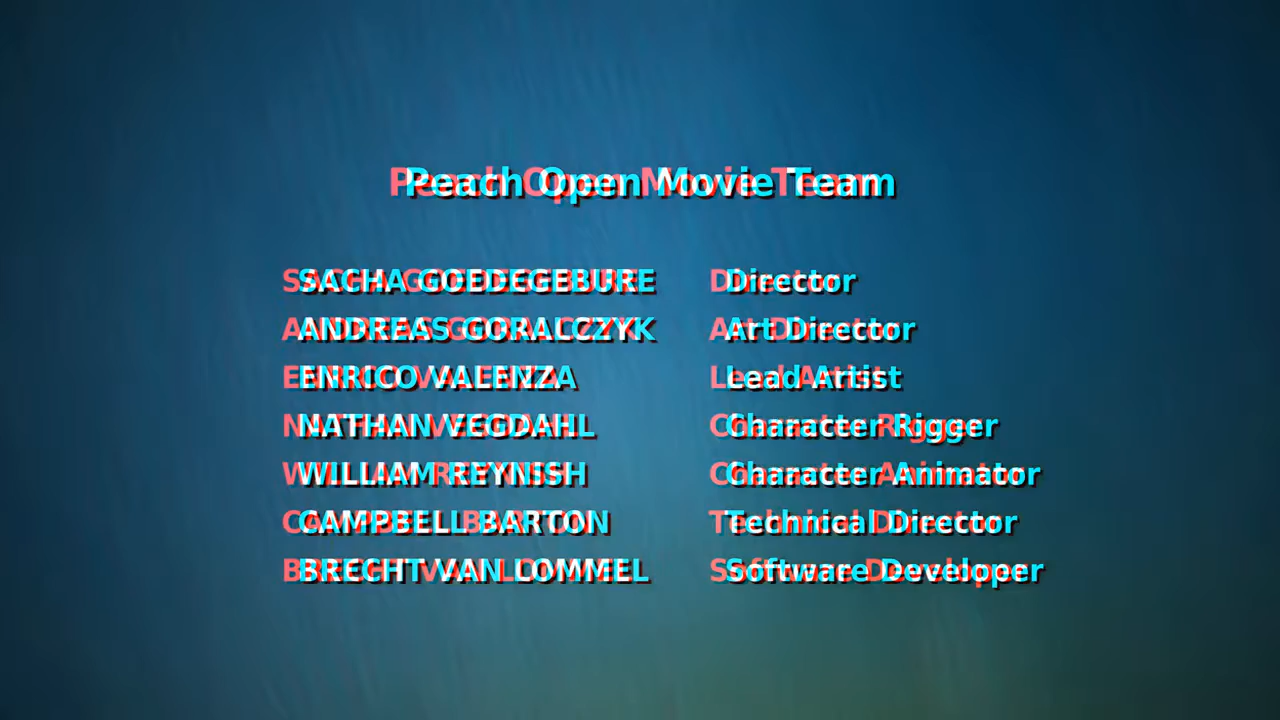 Peach Open Movie Team
SACHA GOEDEGEBURE Director
ANDREAS GORALCZYK Art Director
ENRICO VALENZA Lead Artist
NATHAN VEGDAHL Character Rigger
WILLIAM REYNISH Character Animator
CAMPBELL BARTON Technical Director
BRECHT VAN LOMMEL Software Developer